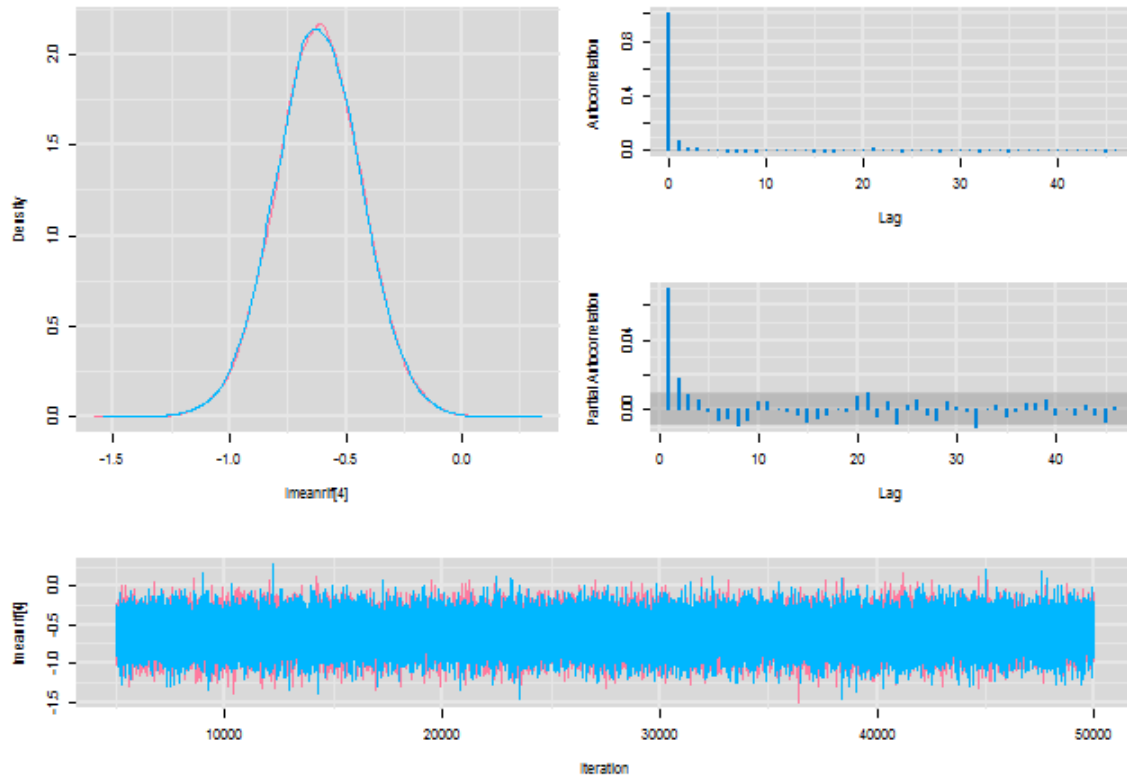 Density
0.0 0.5 1.0 1.5 2.0
-1.5 -1.0 -0.5 0.0
lmeanrif[4]
Autocorrelation
0.0 0.4 0.8
0 10 20 30 40
Lag
Partial Autocorrelation
0.00 0.04
0 10 20 30 40
Lag
lmeanrif[4]
-1.5 -1.0 -0.5 0.0
10000 20000 30000 40000 50000
Iteration